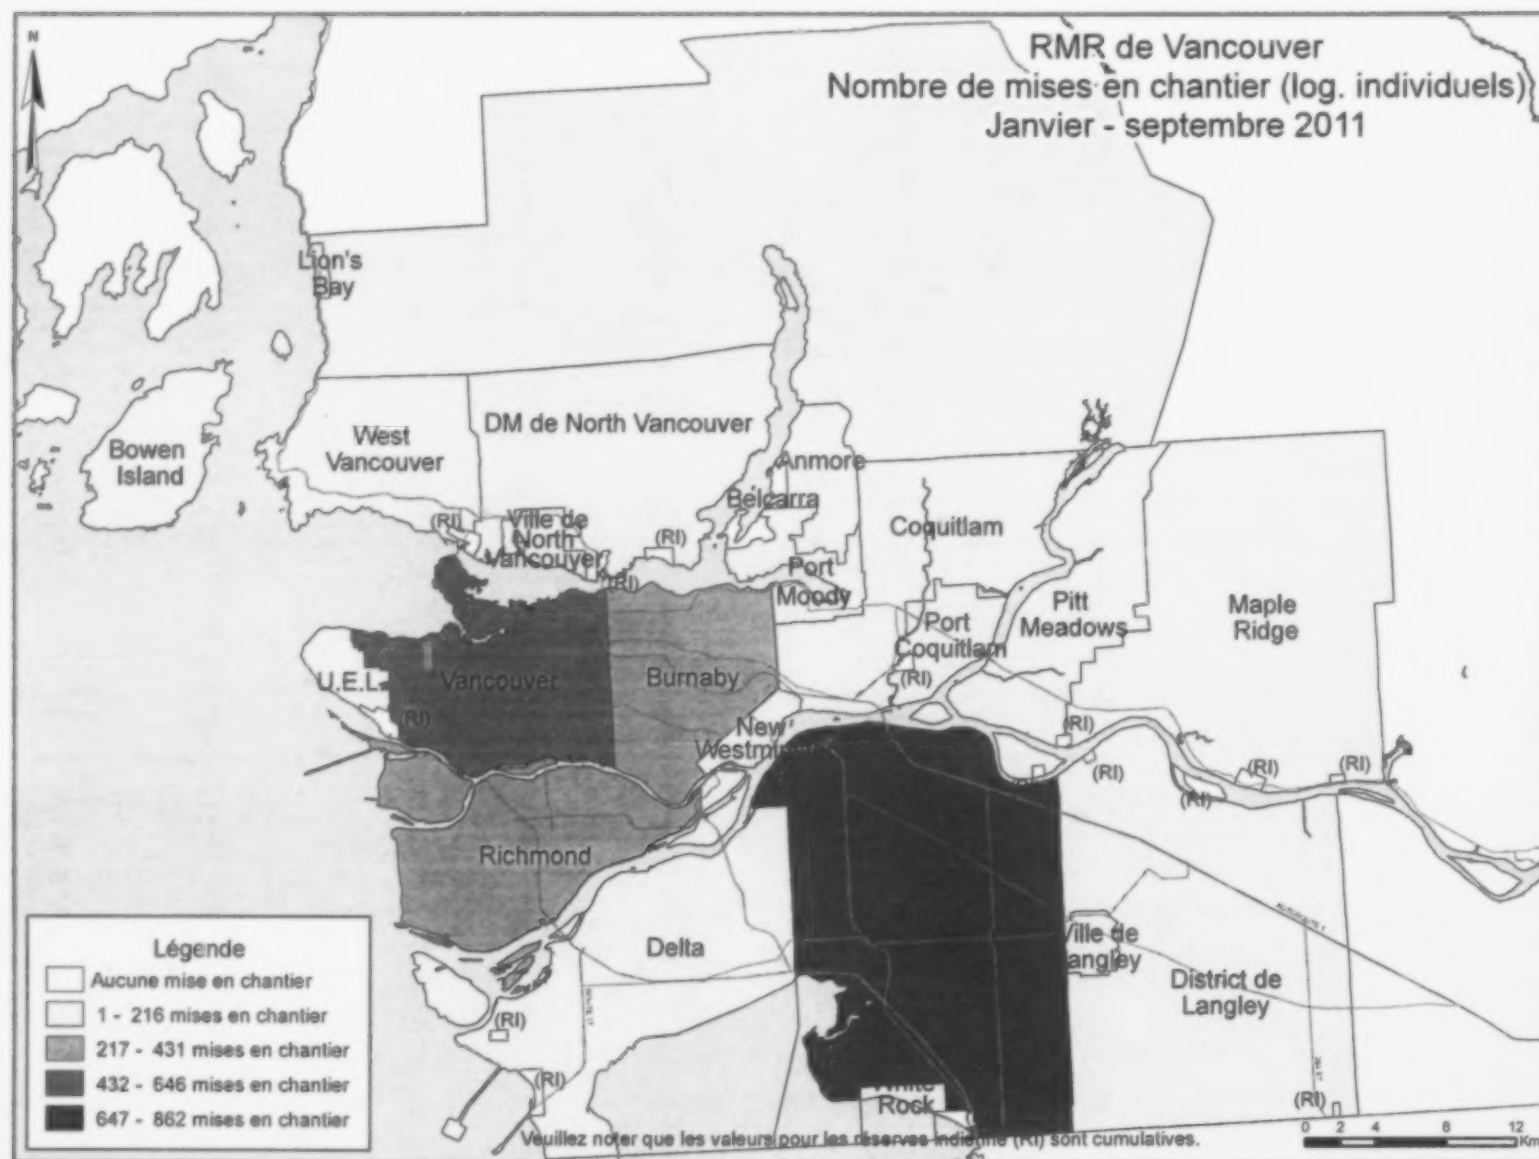 N
RMR de Vancouver
Nombre de mises en chantier (log. individuels)
Janvier - septembre 2011
Lion's
Bay
DM de North Vancouver
West
Vancouver
Bowen
Island
Anmore
Belcarra
Coquitlam
(RI)
Ville de
North
Vancouver
(RI)
(RI)
Port
Moody
Pitt
Meadows
Maple
Ridge
Port
Coquitlam
(RI)
U.E.L.
Vancouver
Burnaby
(RI)
New
(RI)
(RI)
(RI)
(RI)
(RI)
Richmond
AUTOROUTE 1
Ville de
Langley
Delta
District de
Langley
(RI)
(RI)
(RI)
White
Rock
Légende
Aucune mise en chantier
1 - 216 mises en chantier
217 - 431 mises en chantier
432 - 646 mises en chantier
647 - 862 mises en chantier
Veuillez noter que les valeurs pour les réserves indienne (RI) sont cumulatives.
0 2 4 8 12
Km